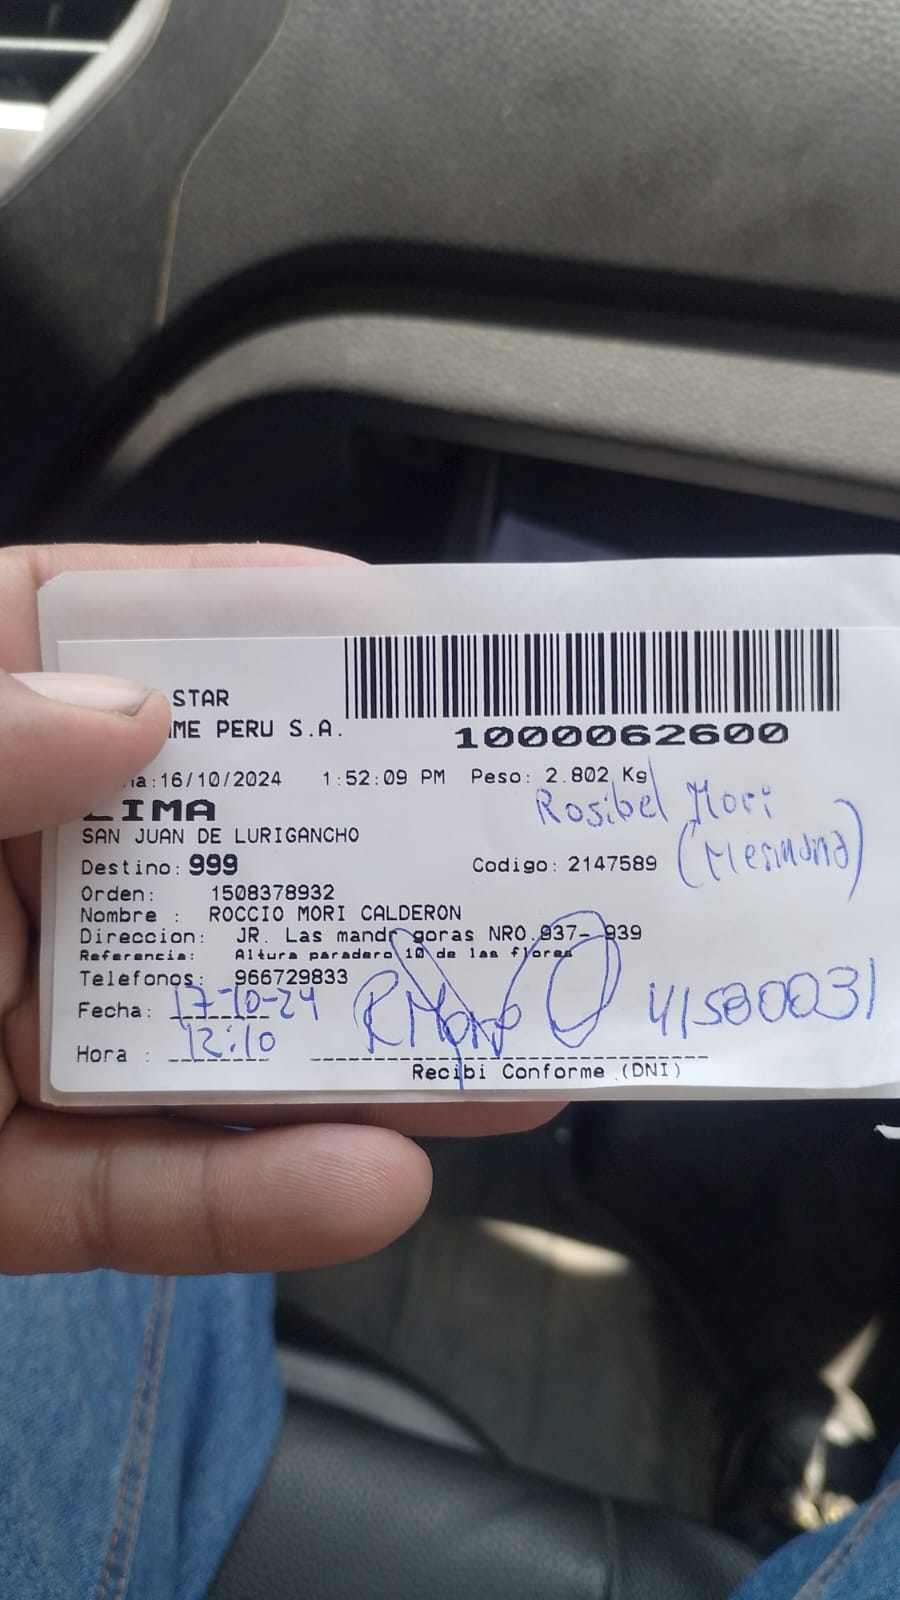 STAR
ME PERU S.A.
1000062600
a:16/10/2024 1:52:09 PM Peso: 2.802 Kg
LIMA
Rosibel Mori
SAN JUAN DE LURIGANCHO
(Hermana)
Destino: 999 Codigo: 2147589
Orden: 1508378932
Nombre : ROCCIO MORI CALDERON
Direccion: JR. Las mandr goras NRO.937- 939
Referencia: Altura paradero 10 de las flores
Telefonos: 966729833
Fecha: 17-10-24
41580031
Hora : 12:10
Recibi Conforme (DNI)